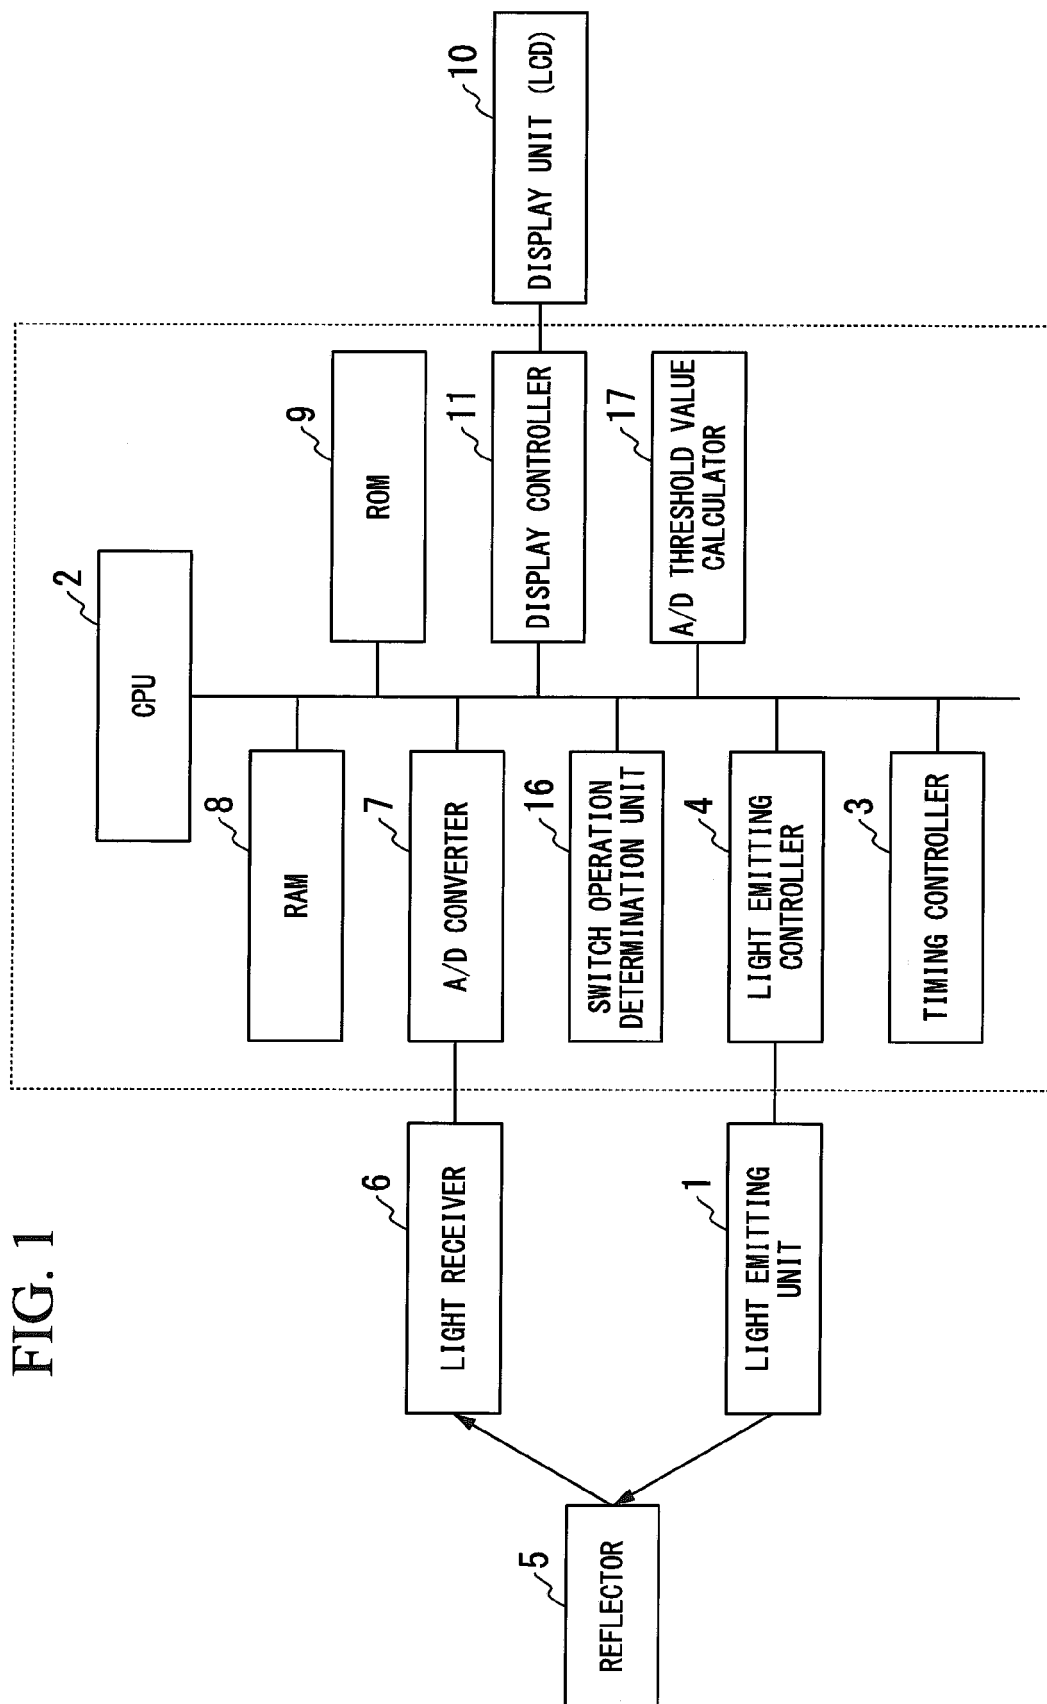 FIG. 1
2
CPU
8
RAM
9
ROM
6
LIGHT RECEIVER
7
A/D CONVERTER
11
DISPLAY CONTROLLER
10
DISPLAY UNIT (LCD)
5
REFLECTOR
16
SWITCH OPERATION
DETERMINATION UNIT
17
A/D THRESHOLD VALUE
CALCULATOR
1
LIGHT EMITTING
UNIT
4
LIGHT EMITTING
CONTROLLER
3
TIMING CONTROLLER